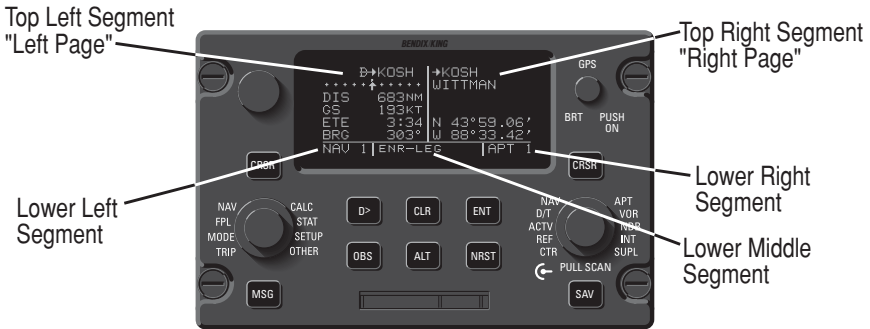 Top Left Segment
"Left Page"
Top Right Segment
"Right Page"
BENDIX/KING
GPS
BRT PUSH ON
D→KOSH
DIS 683NM
GS 193KT
ETE 3:34
BRG 303°
NAV 1
ENR-LEG
→KOSH
WITTMAN
N 43°59.06'
W 88°33.42'
APT 1
CRSR
CRSR
Lower Left
Segment
Lower Right
Segment
Lower Middle
Segment
NAV
FPL
MODE
TRIP
CALC
STAT
SETUP
OTHER
D>
CLR
ENT
OBS
ALT
NRST
NAV
D/T
ACTV
REF
CTR
APT
VOR
NDB
INT
SUPL
PULL SCAN
MSG
SAV